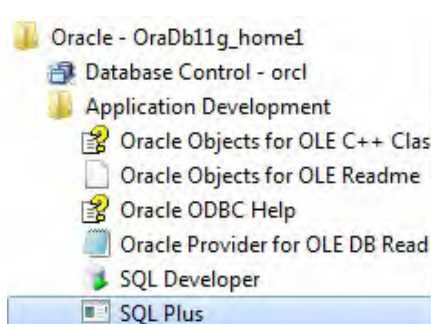 Oracle - OraDb11g_home1
Database Control - orcl
Application Development
Oracle Objects for OLE C++ Clas
Oracle Objects for OLE Readme
Oracle ODBC Help
Oracle Provider for OLE DB Read
SQL Developer
SQL Plus